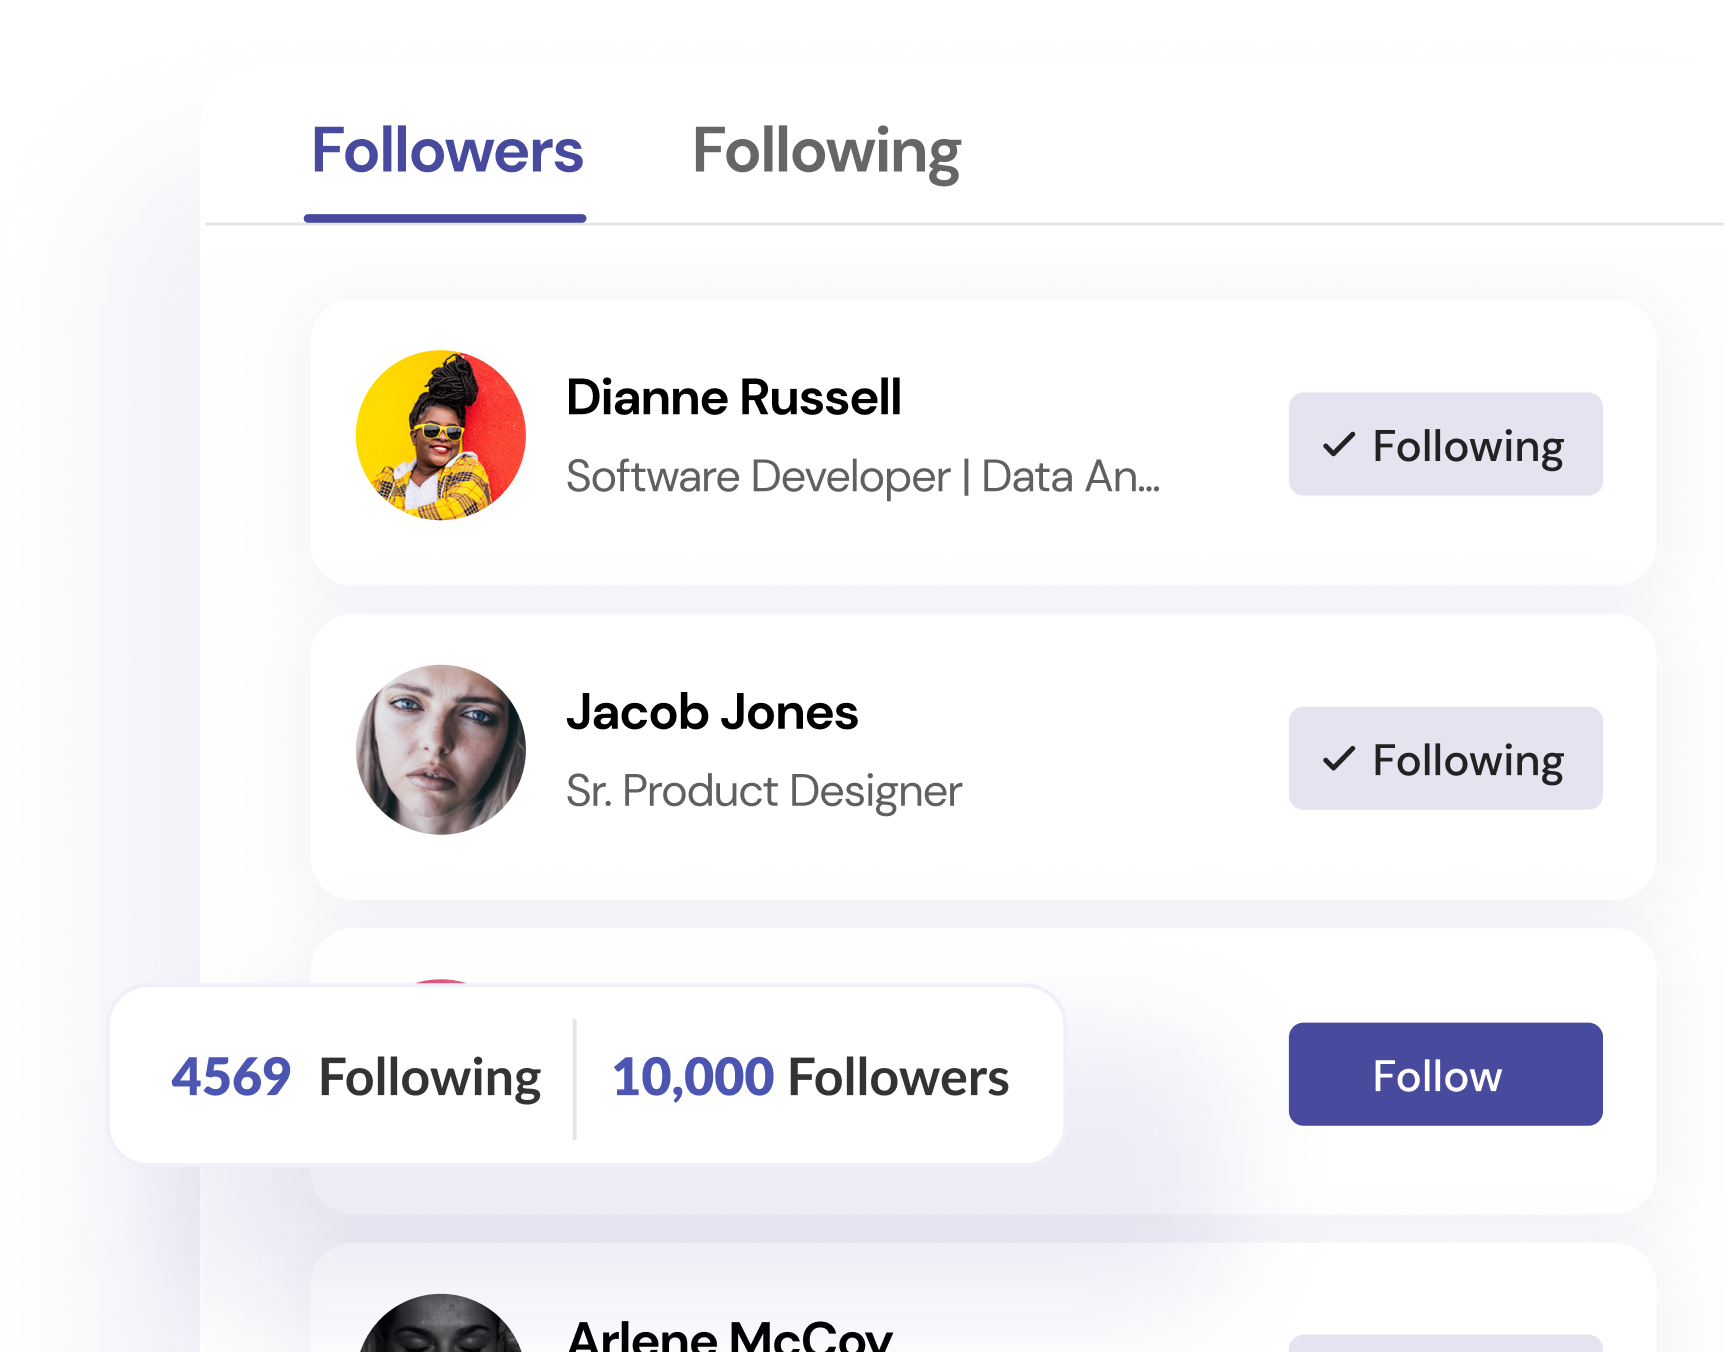 Followers Following
Dianne Russell
Software Developer | Data An...
Following
Jacob Jones
Sr. Product Designer
Following
4569 Following 10,000 Followers
Follow
Arlene McCoy